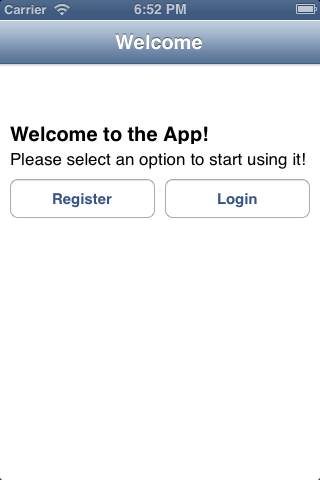 Carrier 6:52 PM
Welcome
Welcome to the App!
Please select an option to start using it!
Register Login